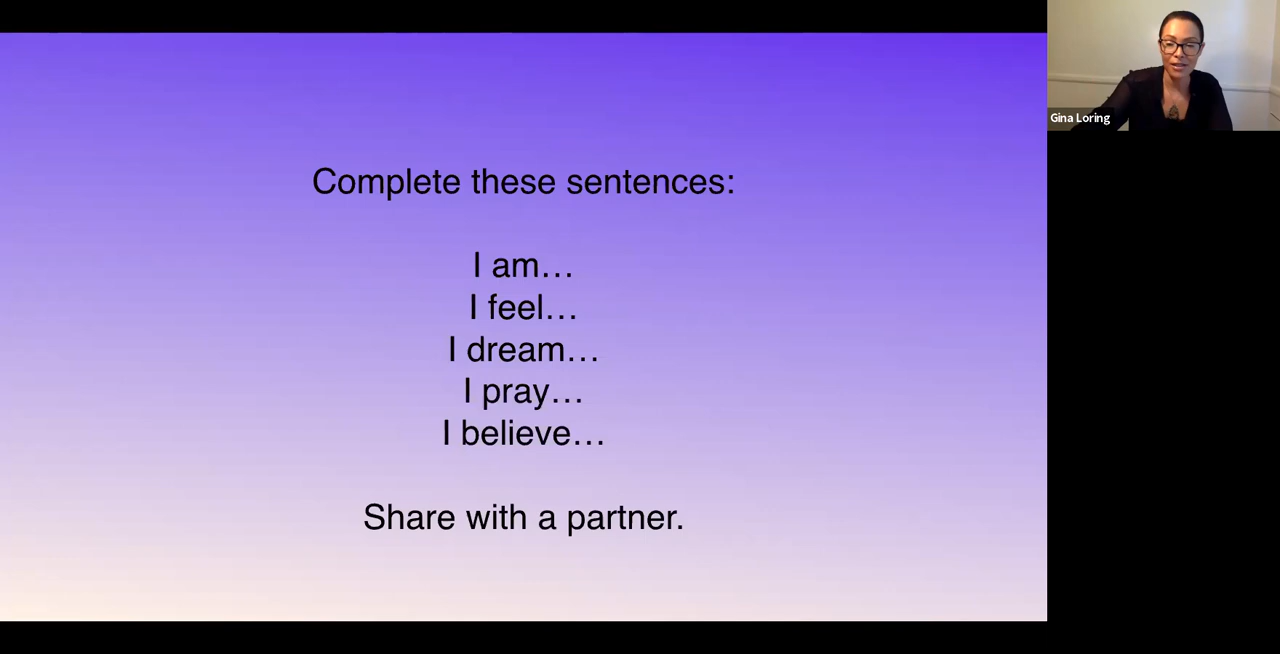 Complete these sentences:
I am…
I feel…
I dream…
I pray…
I believe…
Share with a partner.
Gina Loring